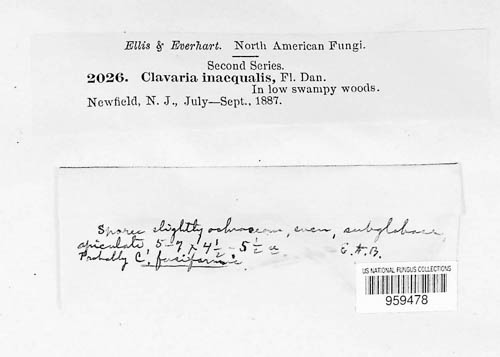 Ellis & Everhart. North American Fungi.
Second Series.
2026. Clavaria inaequalis, Fl. Dan.
In low swampy woods.
Newfield, N. J., July—Sept., 1887.
Spores slightly ochraceous, even, subglobose,
apiculate 5–7 × 4½–5½ u. E.A.B.
Probably C. fusiformis.
US NATIONAL FUNGUS COLLECTIONS
959478